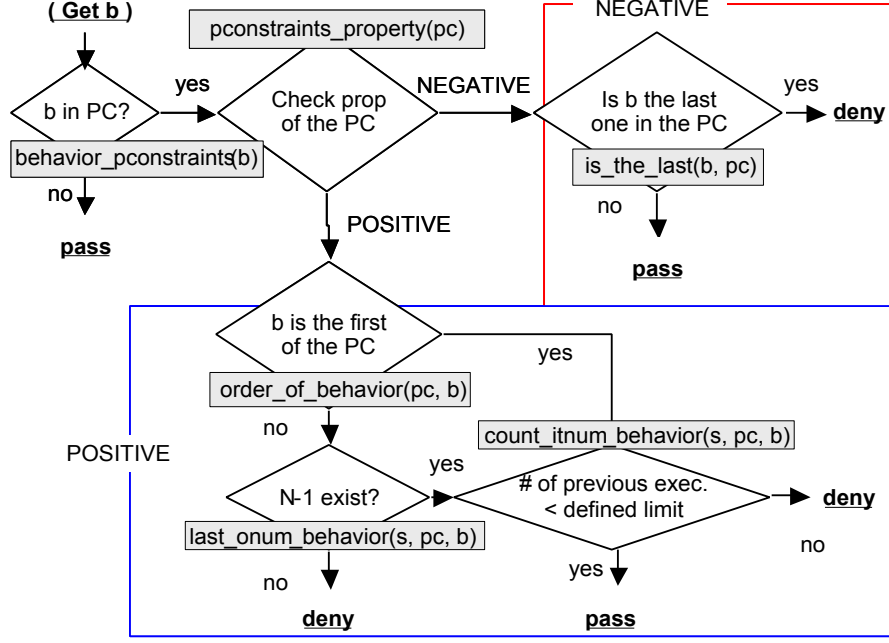 ( Get b )
pconstraints_property(pc)
NEGATIVE
yes
NEGATIVE
yes
b in PC?
Check prop
of the PC
Is b the last
one in the PC
deny
behavior_pconstraints(b)
is_the_last(b, pc)
no
no
POSITIVE
pass
pass
b is the first
of the PC
yes
order_of_behavior(pc, b)
no
count_itnum_behavior(s, pc, b)
POSITIVE
yes
N-1 exist?
# of previous exec.
< defined limit
deny
last_onum_behavior(s, pc, b)
no
yes
no
deny
pass